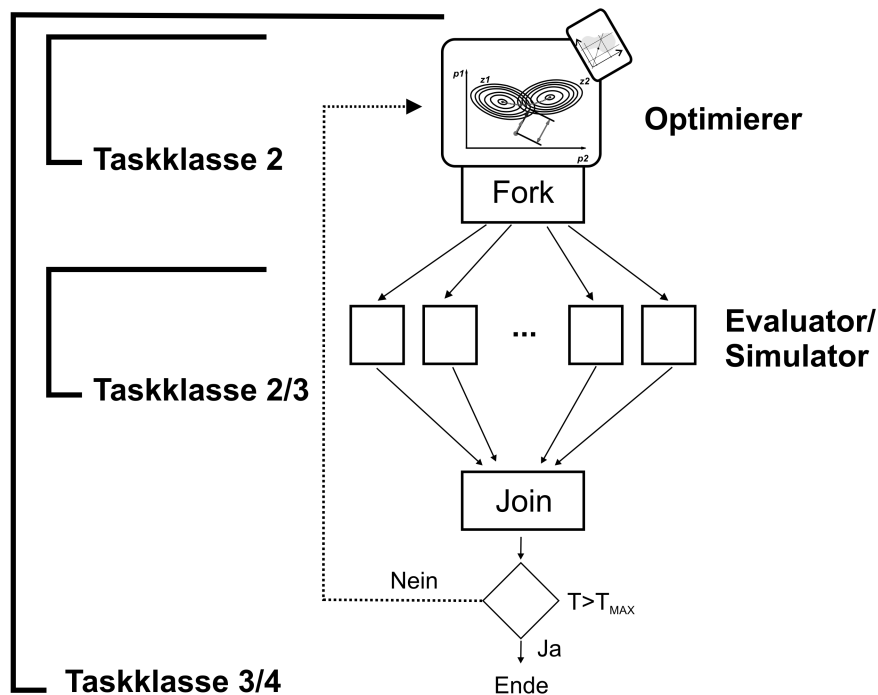 p1
z1
z2
p2
Optimierer
Taskklasse 2
Fork
...
Evaluator/
Simulator
Taskklasse 2/3
Join
Nein
T>TMAX
Ja
Taskklasse 3/4
Ende